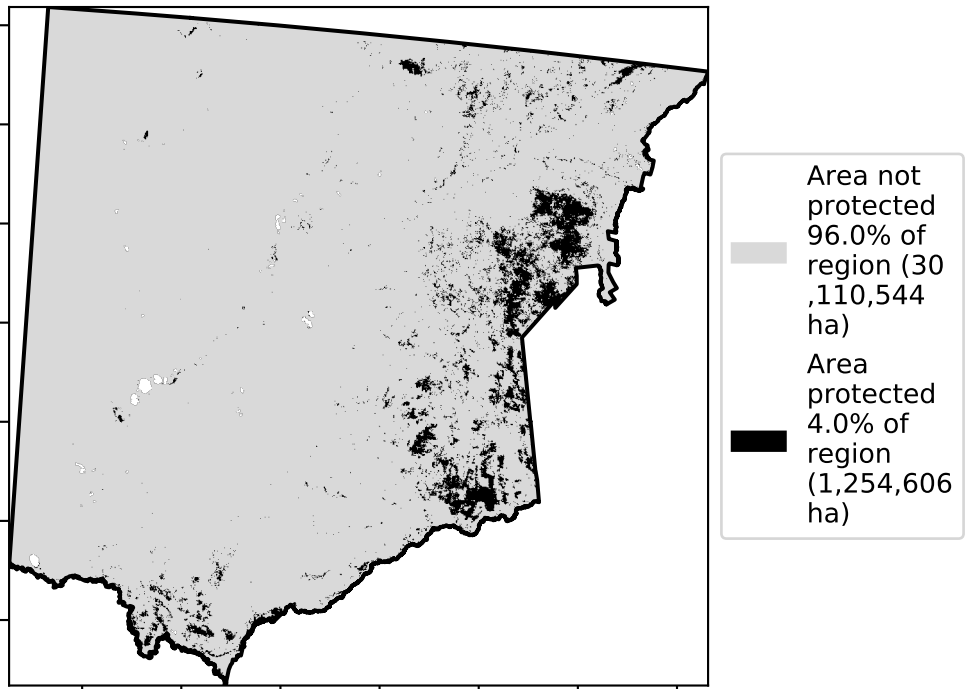 Area not
protected
96.0% of
region (30
,110,544
ha)
Area
protected
4.0% of
region
(1,254,606
ha)